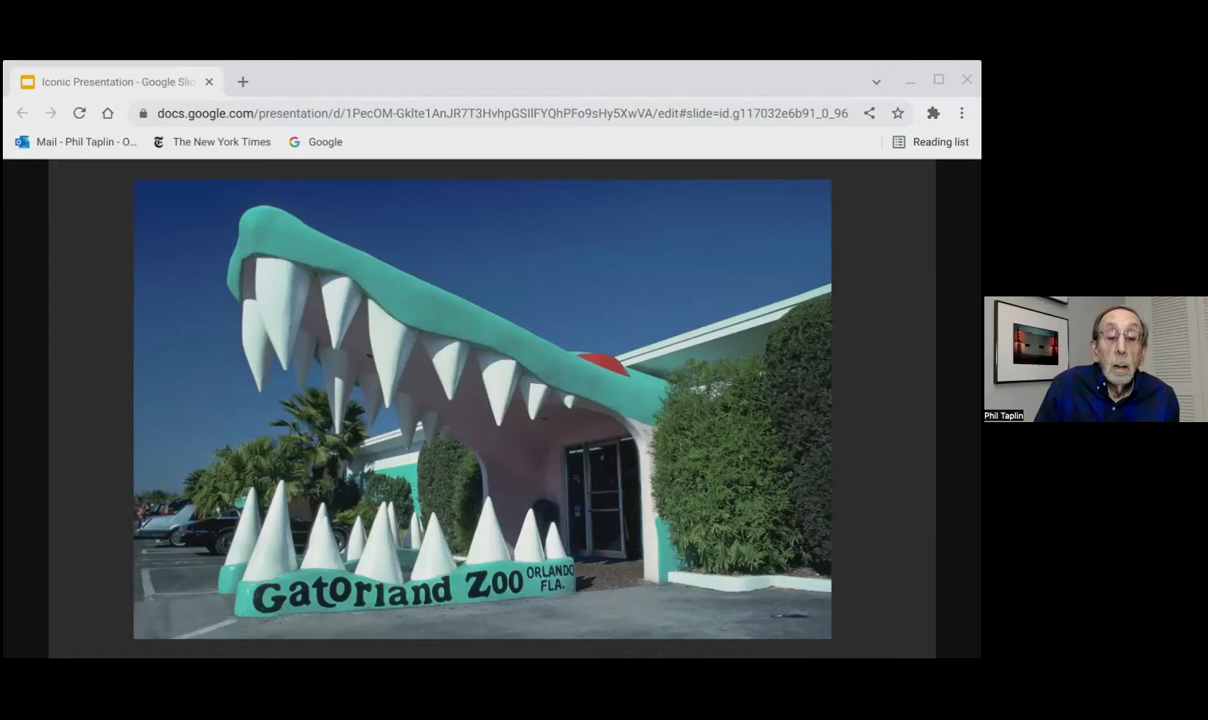 Iconic Presentation - Google Slid
docs.google.com/presentation/d/1PecOM-Gklte1AnJR7T3HvhpGSIlFYQhPFo9sHy5XwVA/edit#slide=id.g117032e6b91_0_96
Mail - Phil Taplin - O...
The New York Times
Google
Reading list
Gatorland Zoo ORLANDO
FLA.
Phil Taplin